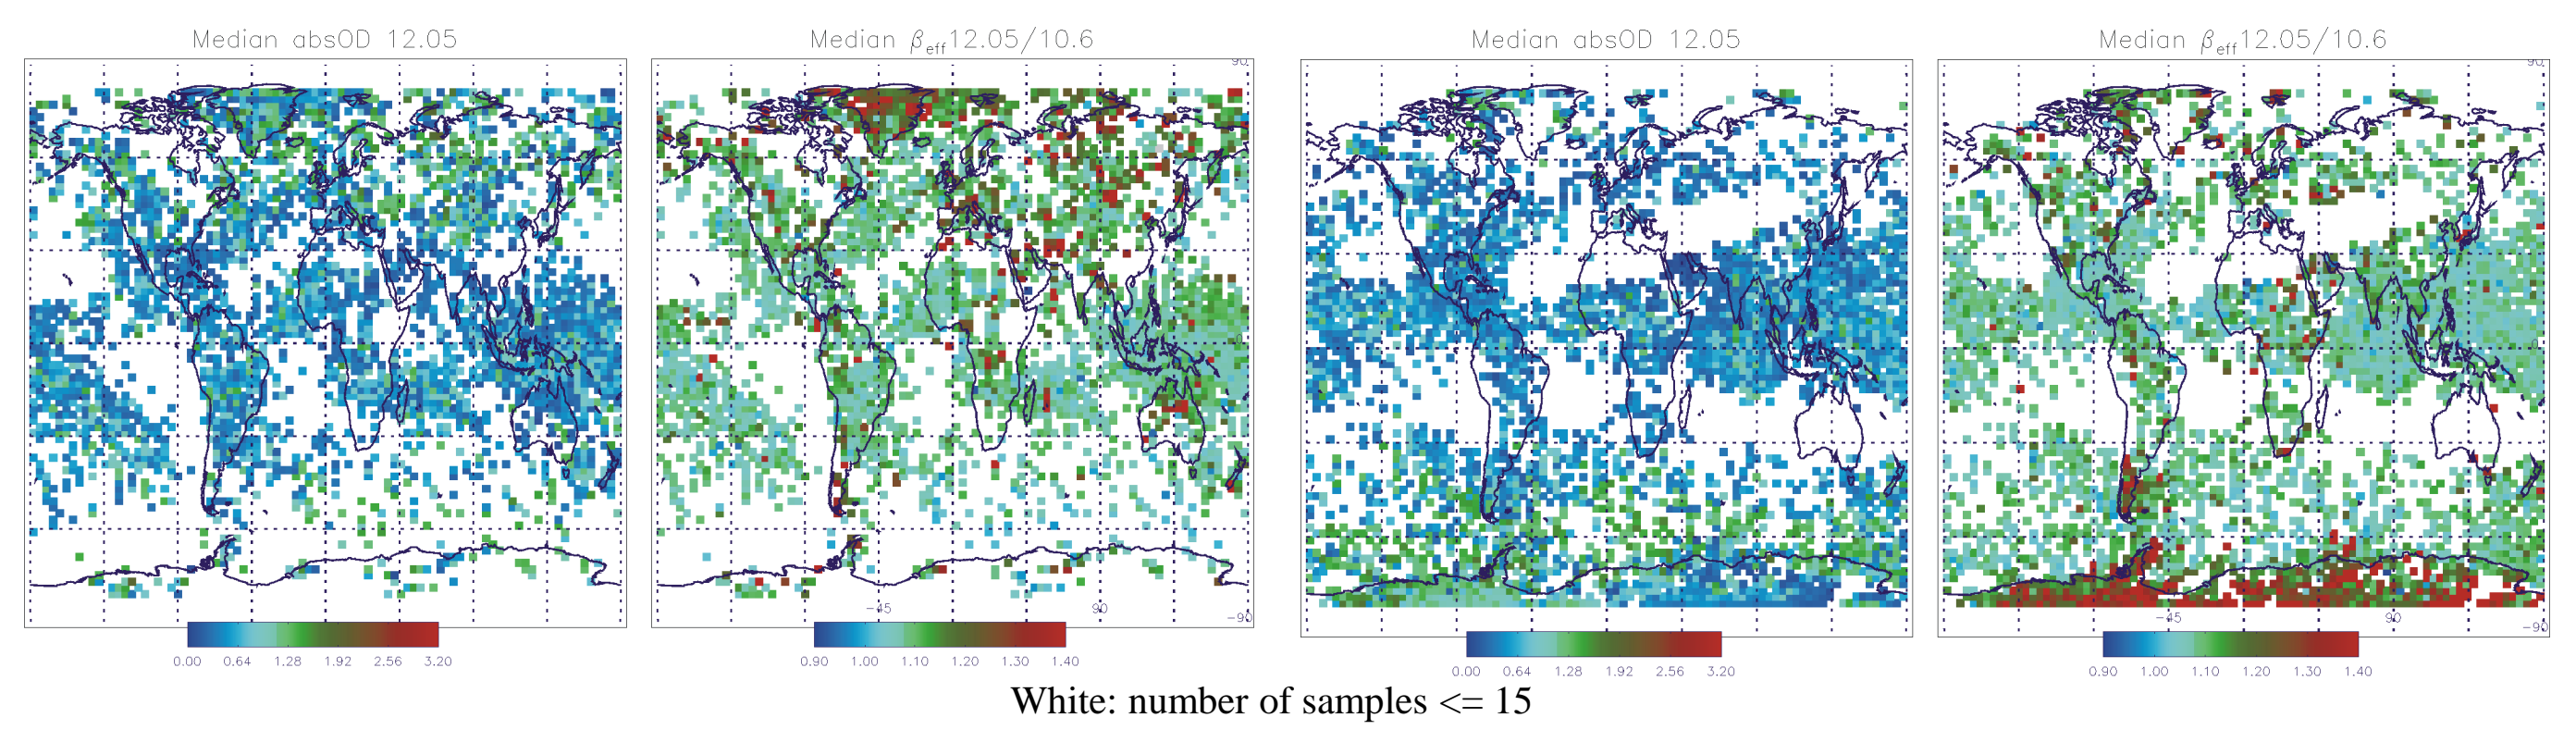 Median absOD 12.05
Median βeff12.05/10.6
Median absOD 12.05
Median βeff12.05/10.6
90
90
0
0
-45
90
-90
-45
90
-90
0.00 0.64 1.28 1.92 2.56 3.20
0.90 1.00 1.10 1.20 1.30 1.40
0.00 0.64 1.28 1.92 2.56 3.20
0.90 1.00 1.10 1.20 1.30 1.40
White: number of samples <= 15